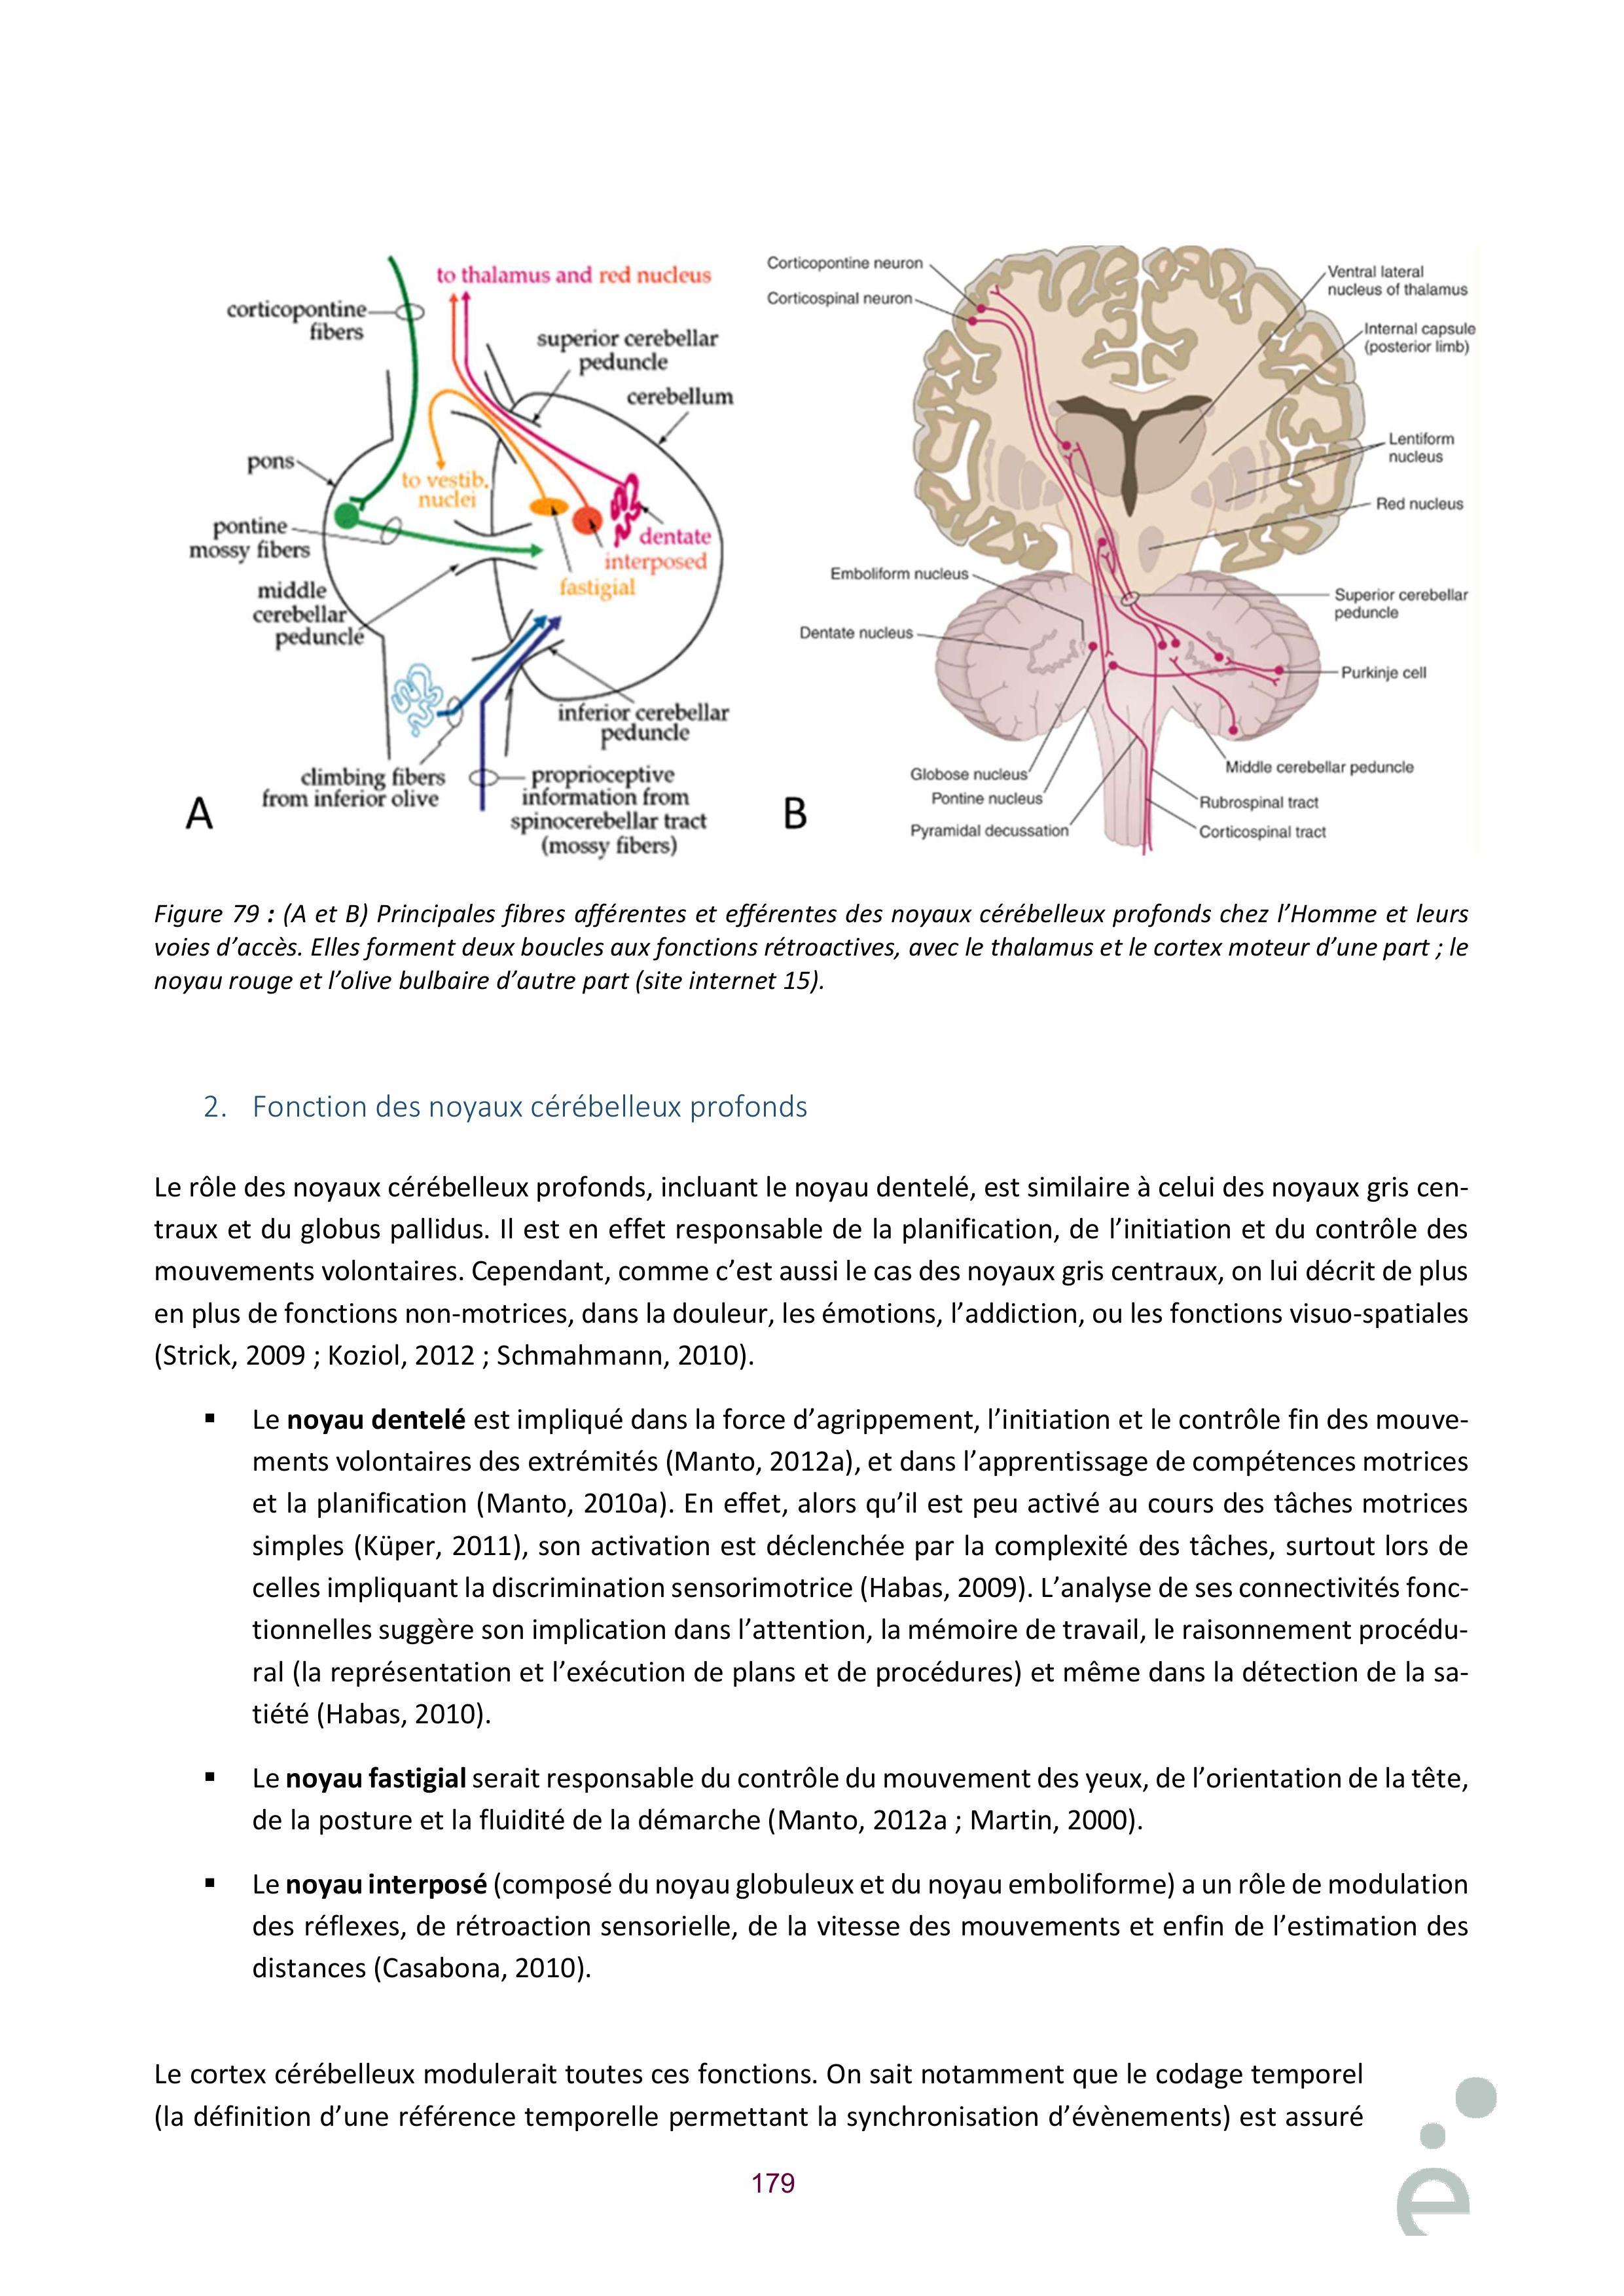 to thalamus and red nucleus
corticopontine
fibers
superior cerebellar
peduncle
cerebellum
pons
to vestib.
nuclei
pontine
mossy fibers
dentate
interposed
fastigial
middle
cerebellar
peduncle
inferior cerebellar
peduncle
climbing fibers
from inferior olive
proprioceptive
information from
spinocerebellar tract
(mossy fibers)
A
Corticopontine neuron
Corticospinal neuron
Ventral lateral
nucleus of thalamus
Internal capsule
(posterior limb)
Lentiform
nucleus
Red nucleus
Emboliform nucleus
Superior cerebellar
peduncle
Dentate nucleus
Purkinje cell
Globose nucleus
Middle cerebellar peduncle
Pontine nucleus
Rubrospinal tract
Pyramidal decussation
Corticospinal tract
B
Figure 79 : (A et B) Principales fibres afférentes et efférentes des noyaux cérébelleux profonds chez l’Homme et leurs
voies d’accès. Elles forment deux boucles aux fonctions rétroactives, avec le thalamus et le cortex moteur d’une part ; le
noyau rouge et l’olive bulbaire d’autre part (site internet 15).
2. Fonction des noyaux cérébelleux profonds
Le rôle des noyaux cérébelleux profonds, incluant le noyau dentelé, est similaire à celui des noyaux gris cen-
traux et du globus pallidus. Il est en effet responsable de la planification, de l’initiation et du contrôle des
mouvements volontaires. Cependant, comme c’est aussi le cas des noyaux gris centraux, on lui décrit de plus
en plus de fonctions non-motrices, dans la douleur, les émotions, l’addiction, ou les fonctions visuo-spatiales
(Strick, 2009 ; Koziol, 2012 ; Schmahmann, 2010).
▪ Le noyau dentelé est impliqué dans la force d’agrippement, l’initiation et le contrôle fin des mouve-
ments volontaires des extrémités (Manto, 2012a), et dans l’apprentissage de compétences motrices
et la planification (Manto, 2010a). En effet, alors qu’il est peu activé au cours des tâches motrices
simples (Küper, 2011), son activation est déclenchée par la complexité des tâches, surtout lors de
celles impliquant la discrimination sensorimotrice (Habas, 2009). L’analyse de ses connectivités fonc-
tionnelles suggère son implication dans l’attention, la mémoire de travail, le raisonnement procédu-
ral (la représentation et l’exécution de plans et de procédures) et même dans la détection de la sa-
tiété (Habas, 2010).
▪ Le noyau fastigial serait responsable du contrôle du mouvement des yeux, de l’orientation de la tête,
de la posture et la fluidité de la démarche (Manto, 2012a ; Martin, 2000).
▪ Le noyau interposé (composé du noyau globuleux et du noyau emboliforme) a un rôle de modulation
des réflexes, de rétroaction sensorielle, de la vitesse des mouvements et enfin de l’estimation des
distances (Casabona, 2010).
Le cortex cérébelleux modulerait toutes ces fonctions. On sait notamment que le codage temporel
(la définition d’une référence temporelle permettant la synchronisation d’évènements) est assuré
179